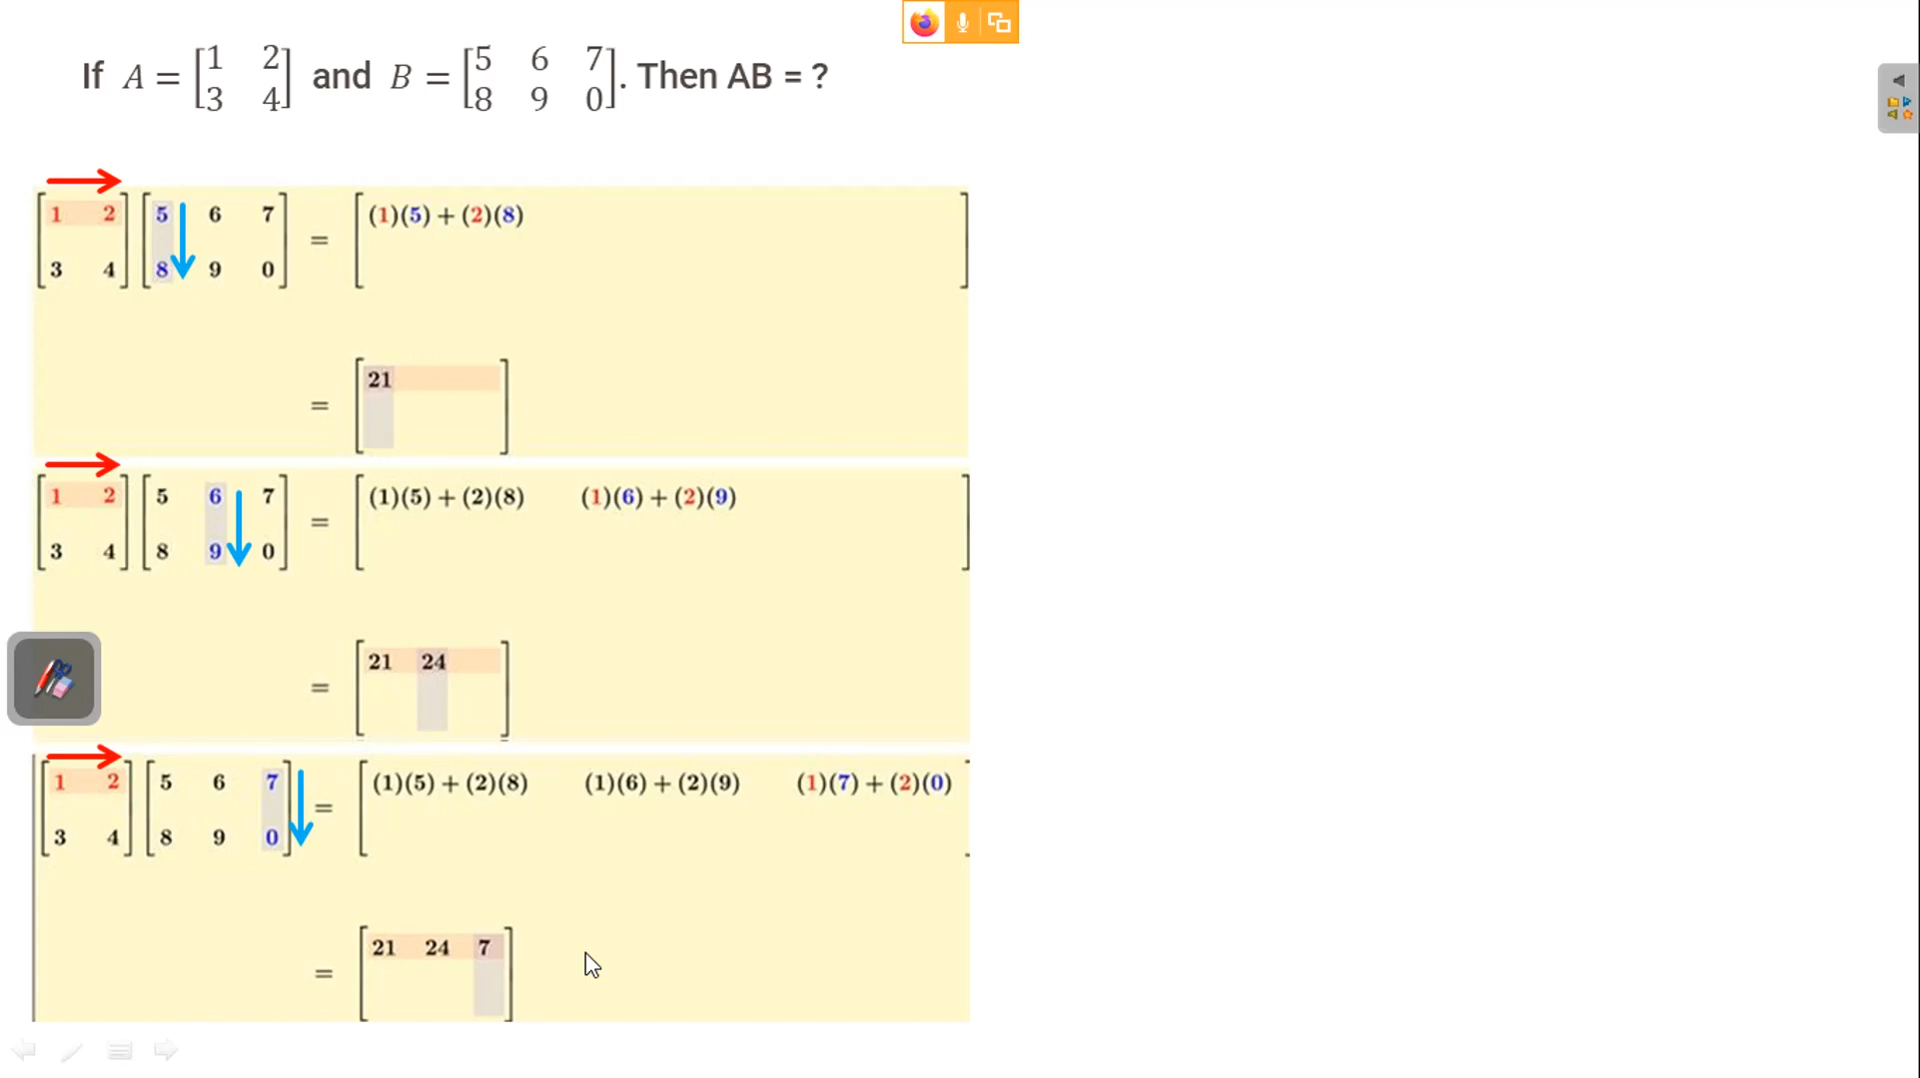 If A = [1 2 3 4] and B = [5 6 7 8 9 0]. Then AB = ?
1 2 5 6 7 = (1)(5) + (2)(8)
3 4 8 9 0
= 21
1 2 5 6 7 = (1)(5) + (2)(8) (1)(6) + (2)(9)
3 4 8 9 0
= 21 24
1 2 5 6 7 = (1)(5) + (2)(8) (1)(6) + (2)(9) (1)(7) + (2)(0)
3 4 8 9 0
= 21 24 7